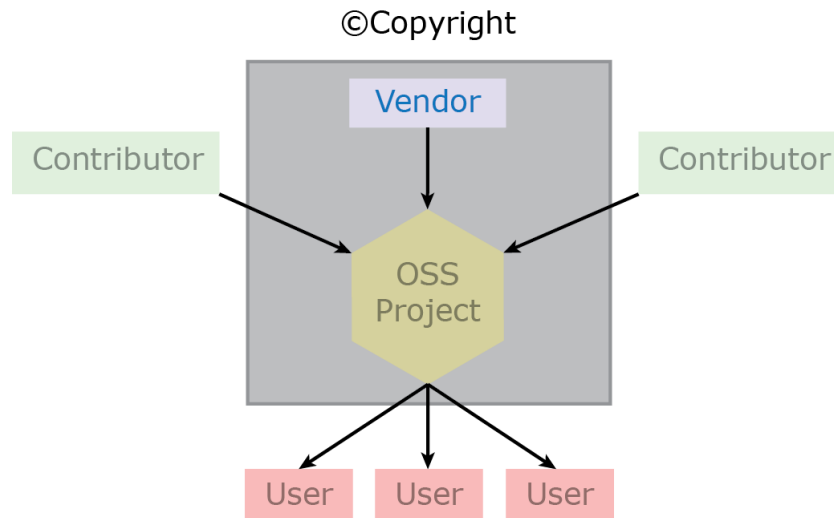 ©Copyright
Vendor
Contributor
Contributor
OSS
Project
User
User
User